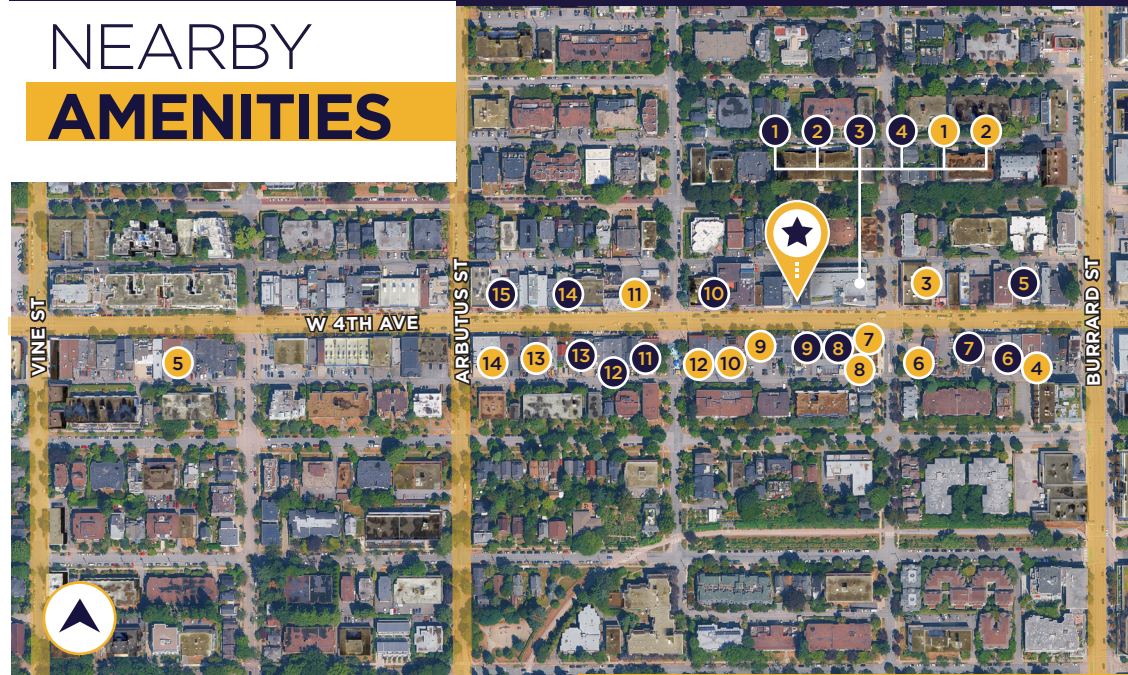 NEARBY
AMENITIES
1 2 3 4 1 2
3 5
15 14 11 10
W 4TH AVE
VINE ST
ARBUTUS ST
BURRARD ST
5 14 13 13 12 11 12 10 9 9 8 7 8 6 7 6 4